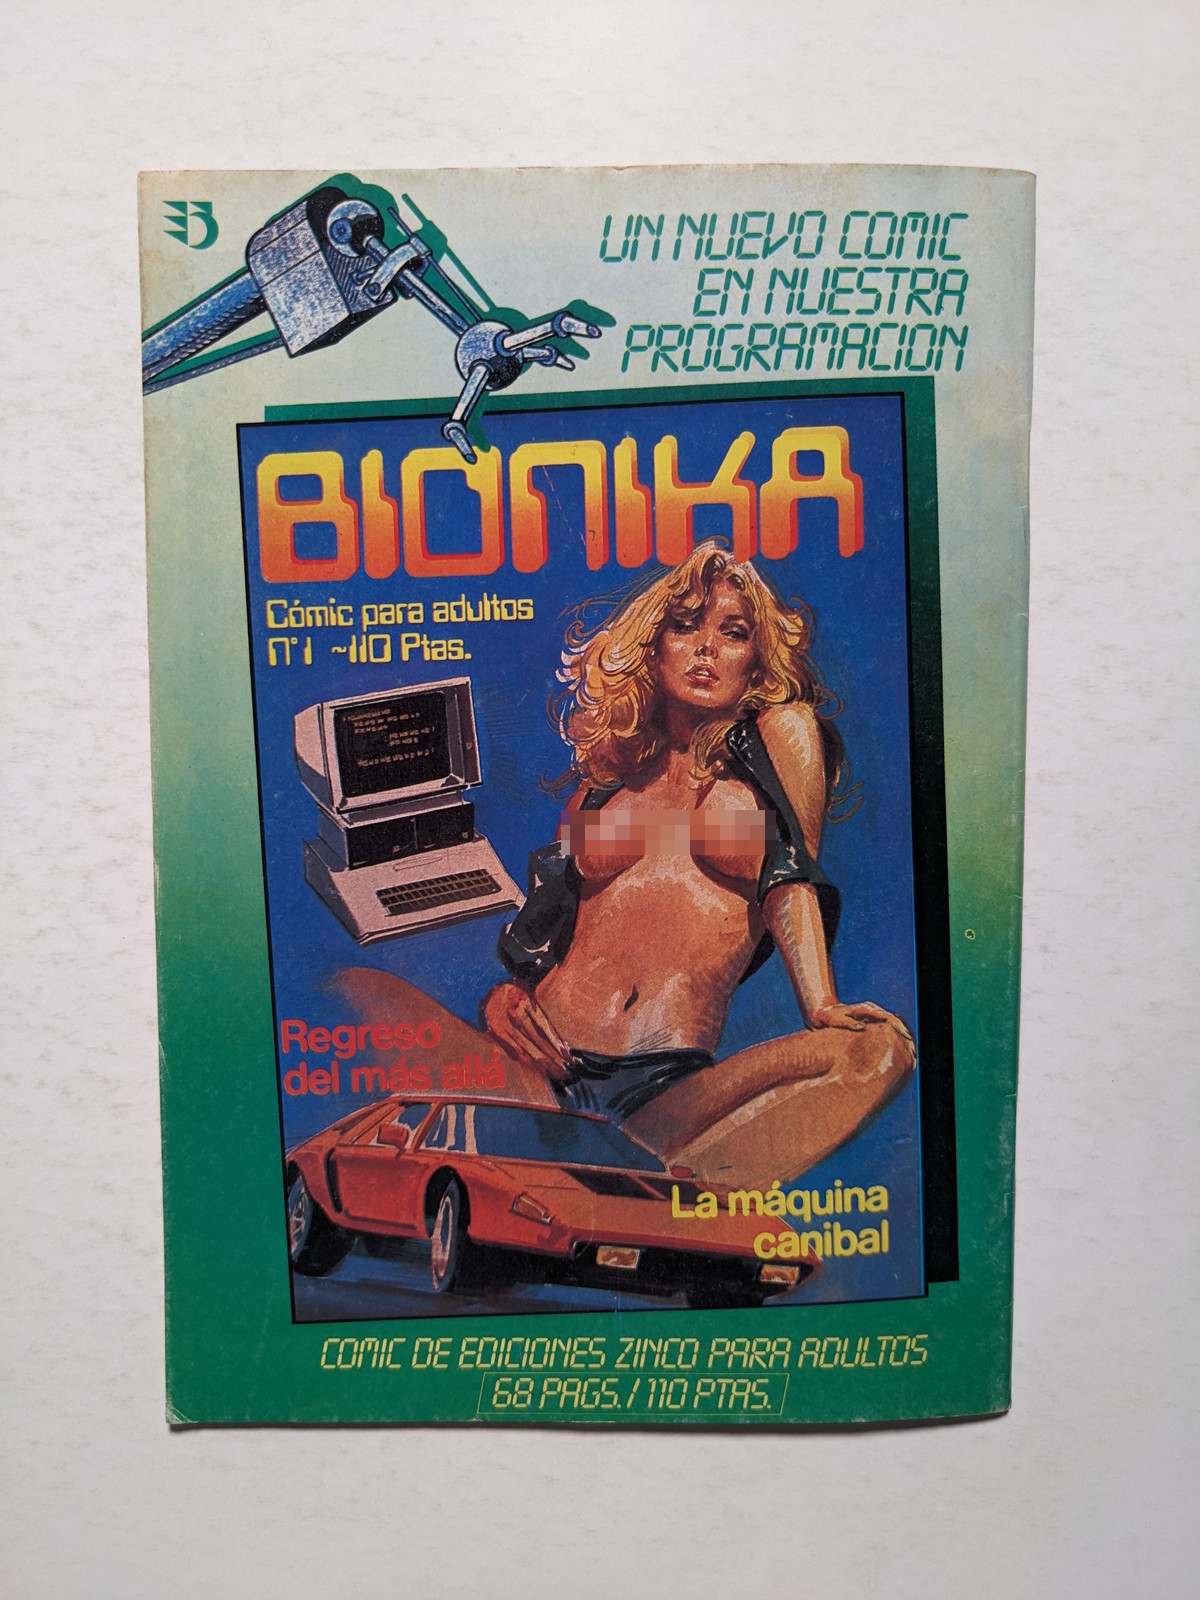 UN NUEVO COMIC
EN NUESTRA
PROGRAMACION
BIONIKA
Cómic para adultos
nº1 ~110 Ptas.
Regreso
del más allá
La máquina
canibal
COMIC DE EDICIONES ZINCO PARA ADULTOS
68 PAGS. / 110 PTAS.